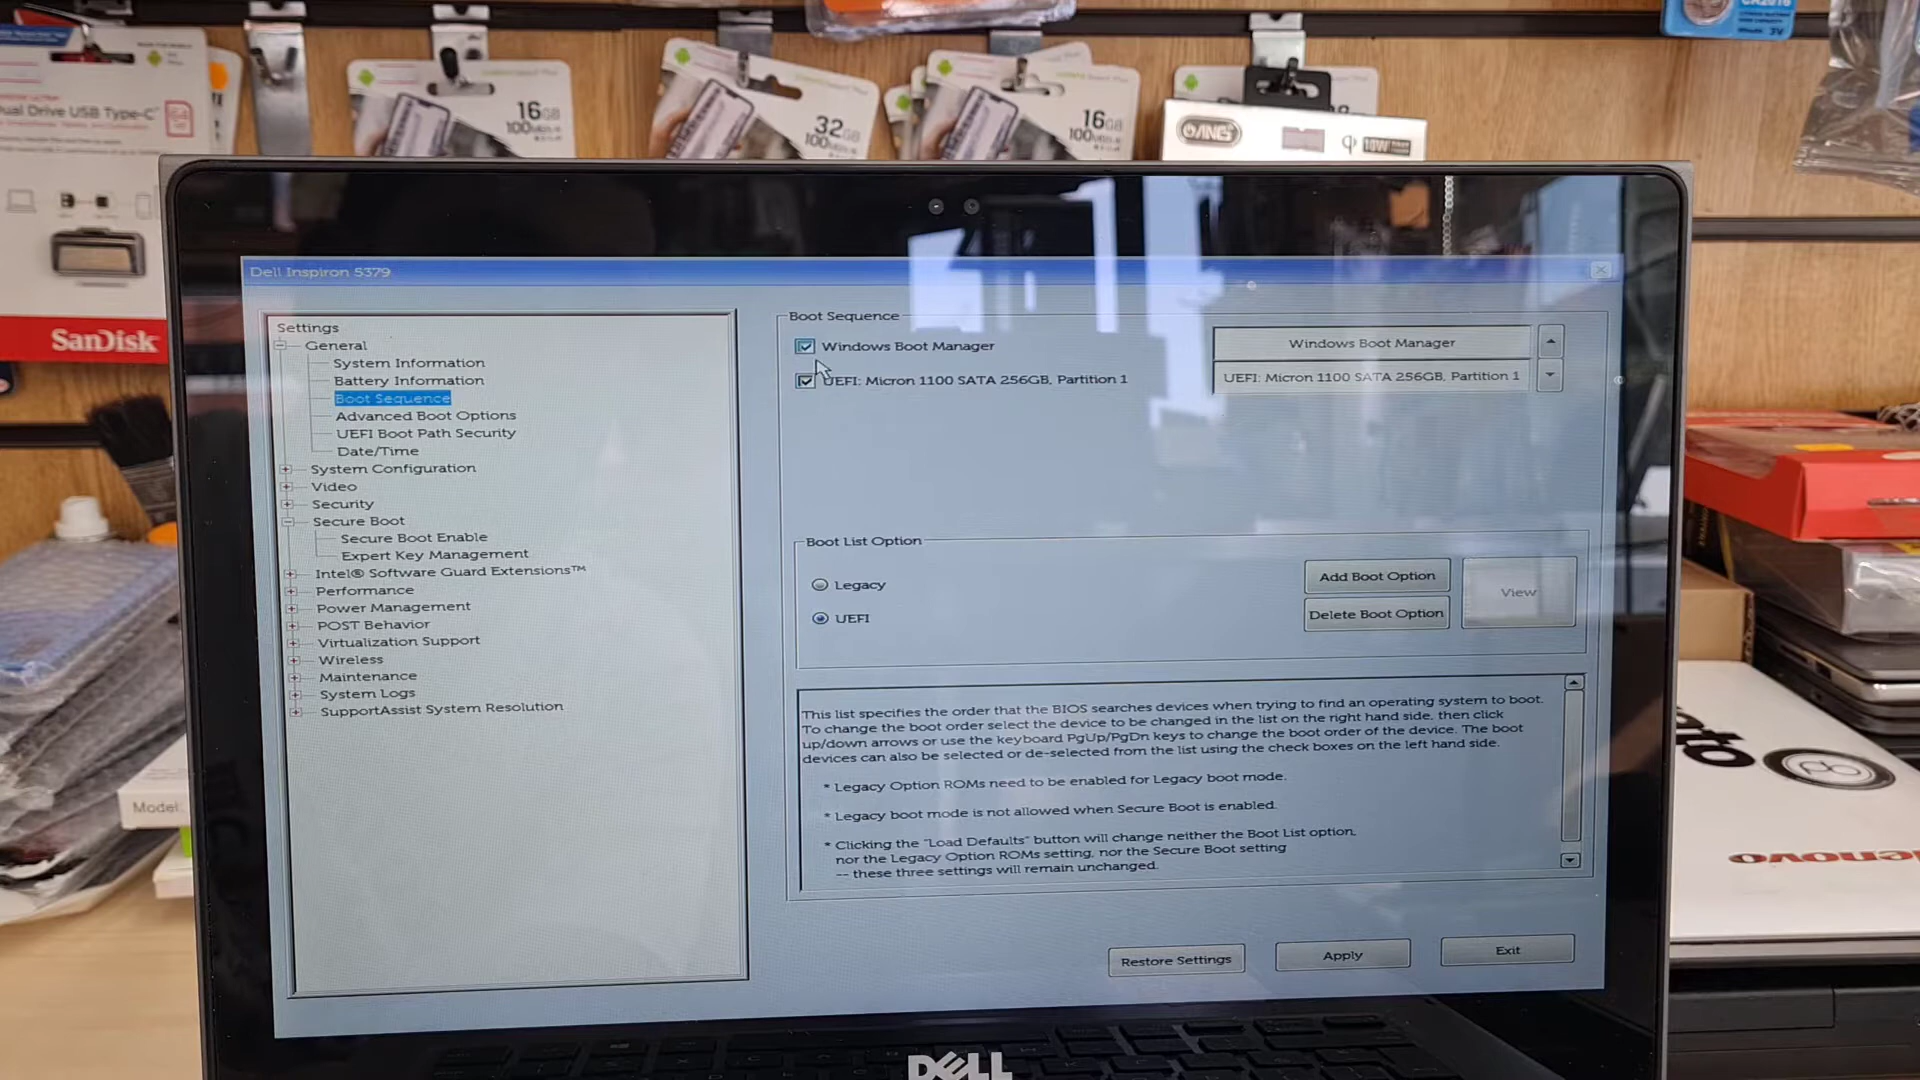 Dual Drive USB Type-C
SanDisk
Model
16GB
100MB/s
32GB
16GB
10W
3V
Dell Inspiron 5379
Settings
General
System Information
Battery Information
Boot Sequence
Advanced Boot Options
UEFI Boot Path Security
Date/Time
System Configuration
Video
Security
Secure Boot
Secure Boot Enable
Expert Key Management
Intel® Software Guard Extensions™
Performance
Power Management
POST Behavior
Virtualization Support
Wireless
Maintenance
System Logs
SupportAssist System Resolution
Boot Sequence
Windows Boot Manager
UEFI: Micron 1100 SATA 256GB, Partition 1
Windows Boot Manager
UEFI: Micron 1100 SATA 256GB, Partition 1
Boot List Option
Legacy
UEFI
Add Boot Option
Delete Boot Option
View
This list specifies the order that the BIOS searches devices when trying to find an operating system to boot.
To change the boot order select the device to be changed in the list on the right hand side, then click
up/down arrows or use the keyboard PgUp/PgDn keys to change the boot order of the device. The boot
devices can also be selected or de-selected from the list using the check boxes on the left hand side.
* Legacy Option ROMs need to be enabled for Legacy boot mode.
* Legacy boot mode is not allowed when Secure Boot is enabled.
* Clicking the "Load Defaults" button will change neither the Boot List option,
nor the Legacy Option ROMs setting, nor the Secure Boot setting
-- these three settings will remain unchanged.
Restore Settings
Apply
Exit
DELL
lenovo